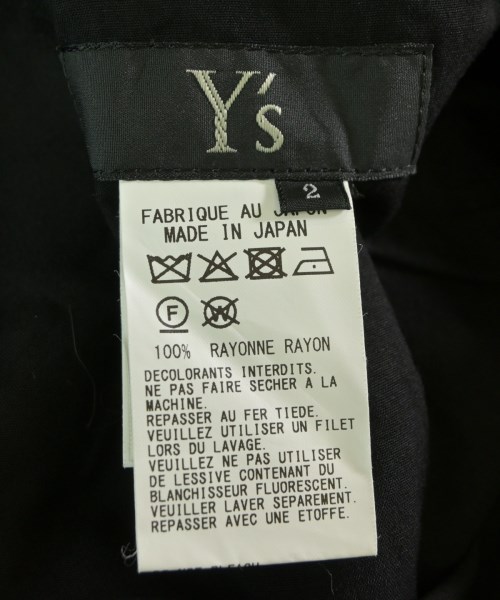 Y's
2
FABRIQUE AU JAPON
MADE IN JAPAN
F W
100% RAYONNE RAYON
DECOLORANTS INTERDITS.
NE PAS FAIRE SECHER A LA
MACHINE.
REPASSER AU FER TIEDE.
VEUILLEZ UTILISER UN FILET
LORS DU LAVAGE.
VEUILLEZ NE PAS UTILISER
DE LESSIVE CONTENANT DU
BLANCHISSEUR FLUORESCENT.
VEUILLER LAVER SEPAREMENT.
REPASSER AVEC UNE ETOFFE.